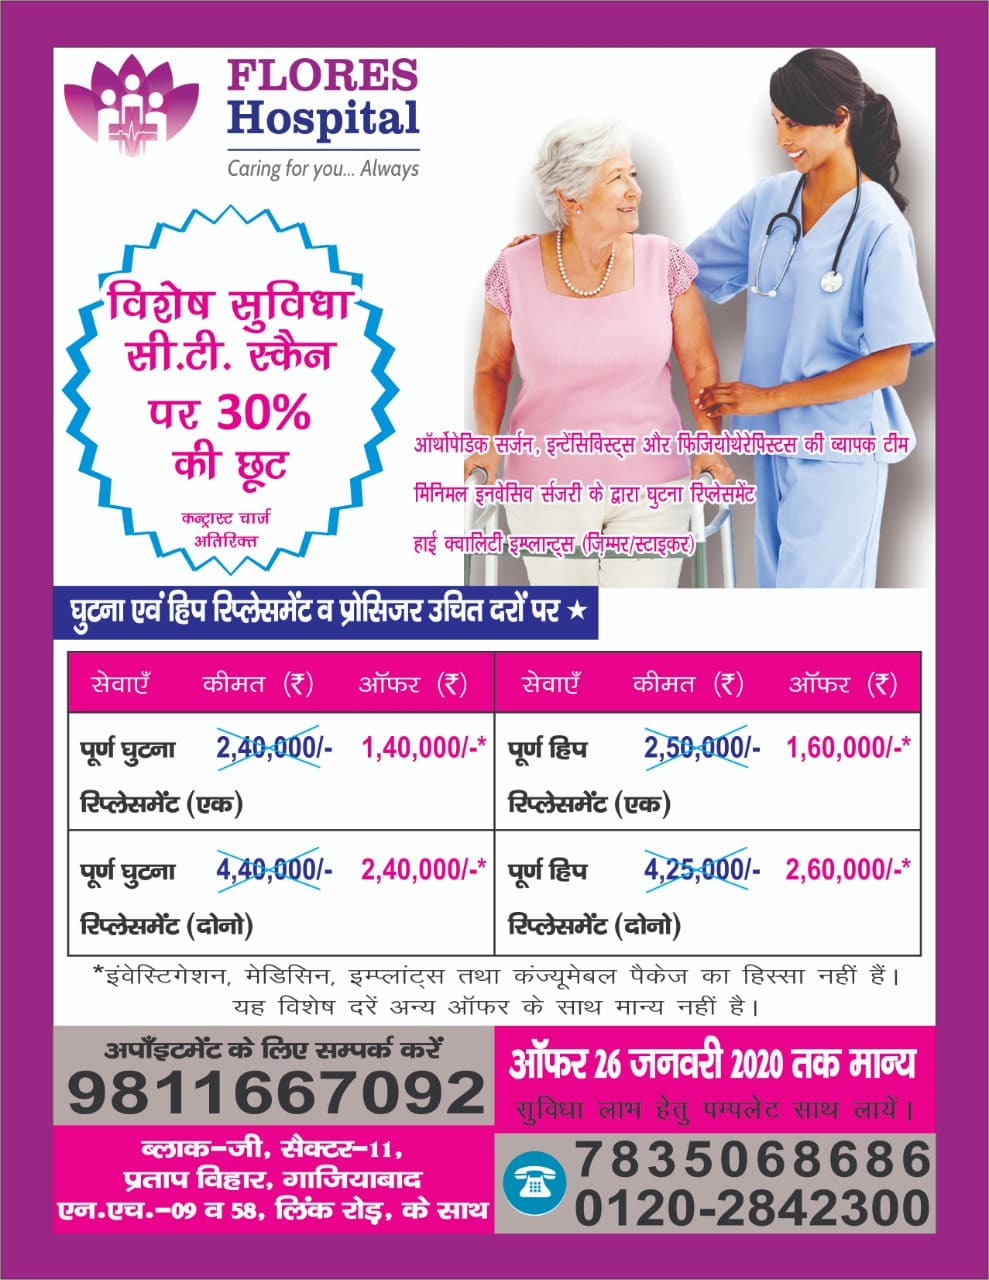 FLORES
Hospital
Caring for you... Always
विशेष सुविधा
सी.टी. स्कैन
पर 30%
की छूट
कन्ट्रास्ट चार्ज
अतिरिक्त
ऑर्थोपेडिक सर्जन, इन्टेंसिविस्ट्स और फिजियोथेरेपिस्टस की व्यापक टीम
मिनिमल इनवेसिव र्सजरी के द्वारा घुटना रिप्लेसमेंट
हाई क्वालिटी इम्प्लान्ट्स (ज़िम्मर/स्टाइकर)
घुटना एवं हिप रिप्लेसमेंट व प्रोसिजर उचित दरों पर ★
सेवाएँ कीमत (₹) ऑफर (₹) सेवाएँ कीमत (₹) ऑफर (₹)
पूर्ण घुटना 2,40,000/- 1,40,000/-* पूर्ण हिप 2,50,000/- 1,60,000/-*
रिप्लेसमेंट (एक) रिप्लेसमेंट (एक)
पूर्ण घुटना 4,40,000/- 2,40,000/-* पूर्ण हिप 4,25,000/- 2,60,000/-*
रिप्लेसमेंट (दोनो) रिप्लेसमेंट (दोनो)
*इंवेस्टिगेशन, मेडिसिन, इम्प्लांट्स तथा कंज्यूमेबल पैकेज का हिस्सा नहीं हैं।
यह विशेष दरें अन्य ऑफर के साथ मान्य नहीं है।
अपाँइटमेंट के लिए सम्पर्क करें
9811667092
ऑफर 26 जनवरी 2020 तक मान्य
सुविधा लाभ हेतु पम्पलेट साथ लायें।
ब्लाक-जी, सैक्टर-11,
प्रताप विहार, गाजियाबाद
एन.एच.-09 व 58, लिंक रोड़, के साथ
7835068686
0120-2842300